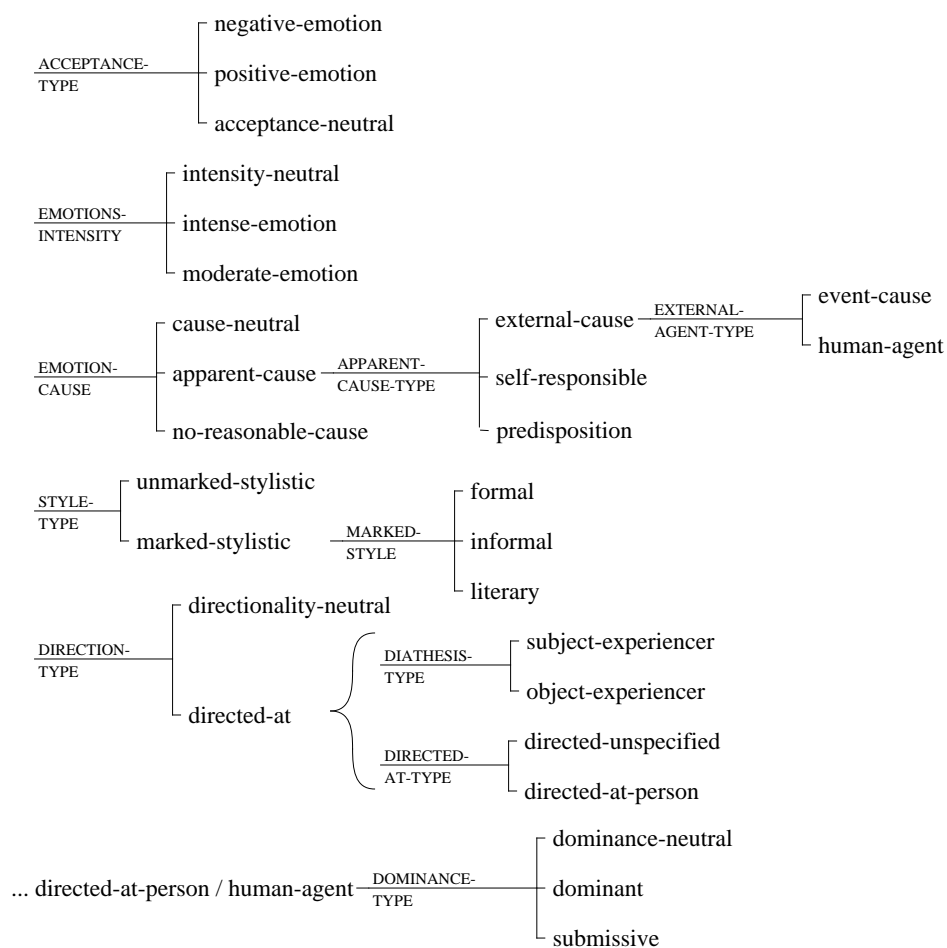 negative-emotion
ACCEPTANCE-
TYPE
positive-emotion
acceptance-neutral
intensity-neutral
EMOTIONS-
INTENSITY
intense-emotion
moderate-emotion
cause-neutral
EMOTION-
CAUSE
apparent-cause
APPARENT-
CAUSE-TYPE
external-cause
EXTERNAL-
AGENT-TYPE
event-cause
human-agent
self-responsible
predisposition
no-reasonable-cause
unmarked-stylistic
STYLE-
TYPE
marked-stylistic
MARKED-
STYLE
formal
informal
literary
directionality-neutral
DIRECTION-
TYPE
directed-at
DIATHESIS-
TYPE
subject-experiencer
object-experiencer
DIRECTED-
AT-TYPE
directed-unspecified
directed-at-person
... directed-at-person / human-agent
DOMINANCE-
TYPE
dominance-neutral
dominant
submissive